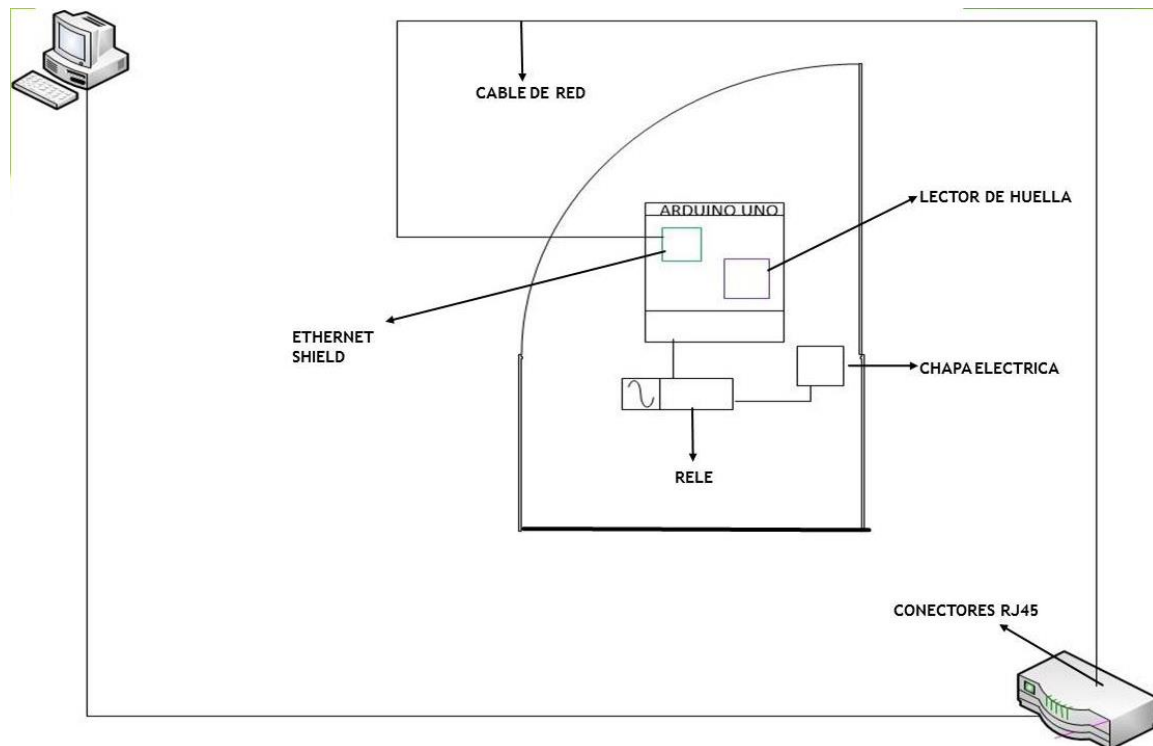 CABLE DE RED
LECTOR DE HUELLA
ARDUINO UNO
ETHERNET
SHIELD
CHAPA ELECTRICA
RELE
CONECTORES RJ45